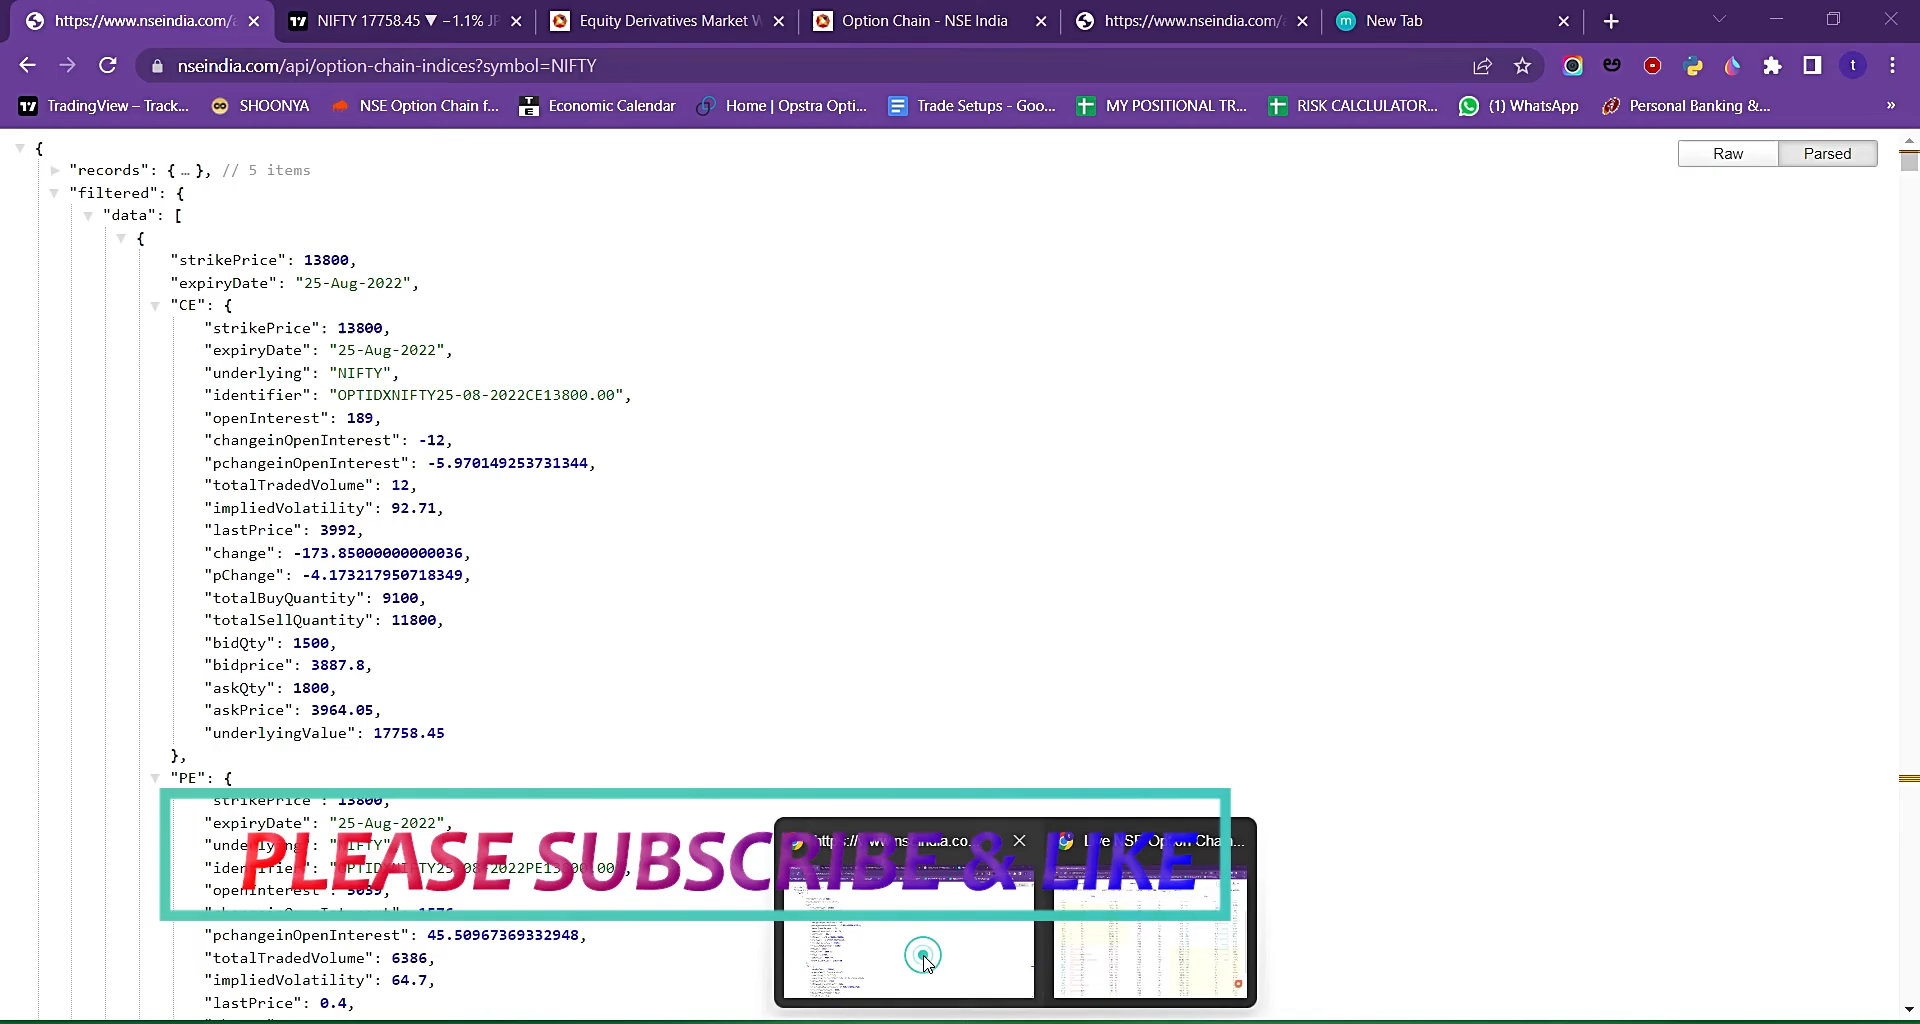 https://www.nseindia.com/a
NIFTY 17758.45 ▼ −1.1%
Equity Derivatives Market
Option Chain - NSE India
https://www.nseindia.com/
New Tab
nseindia.com/api/option-chain-indices?symbol=NIFTY
t
TradingView – Track...
SHOONYA
NSE Option Chain f...
Economic Calendar
Home | Opstra Opti...
Trade Setups - Goo...
MY POSITIONAL TR...
RISK CALCLULATOR...
(1) WhatsApp
Personal Banking &...
»
Raw
Parsed
{
"records": { … }, // 5 items
"filtered": {
"data": [
{
"strikePrice": 13800,
"expiryDate": "25-Aug-2022",
"CE": {
"strikePrice": 13800,
"expiryDate": "25-Aug-2022",
"underlying": "NIFTY",
"identifier": "OPTIDXNIFTY25-08-2022CE13800.00",
"openInterest": 189,
"changeinOpenInterest": -12,
"pchangeinOpenInterest": -5.970149253731344,
"totalTradedVolume": 12,
"impliedVolatility": 92.71,
"lastPrice": 3992,
"change": -173.85000000000036,
"pChange": -4.173217950718349,
"totalBuyQuantity": 9100,
"totalSellQuantity": 11800,
"bidQty": 1500,
"bidprice": 3887.8,
"askQty": 1800,
"askPrice": 3964.05,
"underlyingValue": 17758.45
},
"PE": {
"strikePrice": 13800,
"expiryDate": "25-Aug-2022",
PLEASE SUBSCRIBE & LIKE
"pchangeinOpenInterest": 45.50967369332948,
"totalTradedVolume": 6386,
"impliedVolatility": 64.7,
"lastPrice": 0.4,